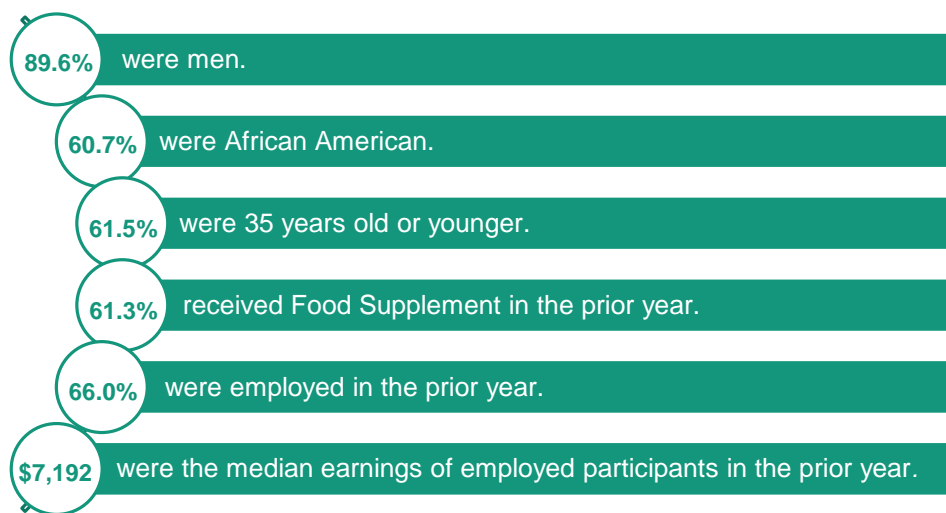 89.6% were men.
60.7% were African American.
61.5% were 35 years old or younger.
61.3% received Food Supplement in the prior year.
66.0% were employed in the prior year.
$7,192 were the median earnings of employed participants in the prior year.